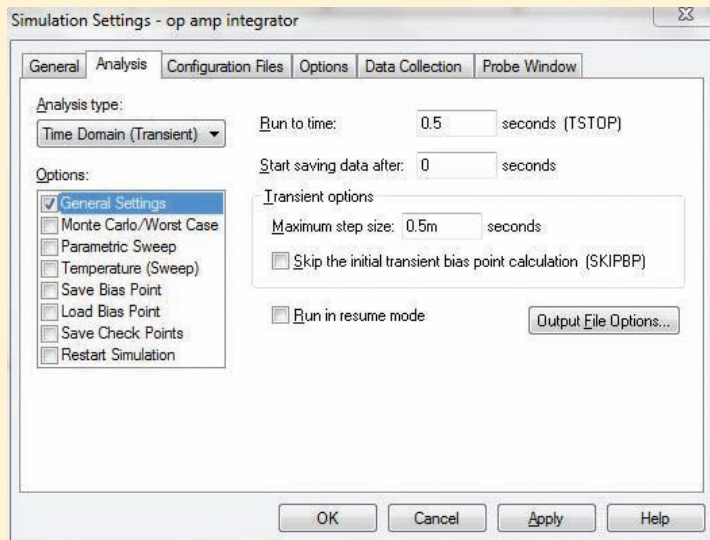 Simulation Settings - op amp integrator
General Analysis Configuration Files Options Data Collection Probe Window
Analysis type:
Time Domain (Transient)
Options:
General Settings
Monte Carlo/Worst Case
Parametric Sweep
Temperature (Sweep)
Save Bias Point
Load Bias Point
Save Check Points
Restart Simulation
Run to time: 0.5 seconds (TSTOP)
Start saving data after: 0 seconds
Transient options
Maximum step size: 0.5m seconds
Skip the initial transient bias point calculation (SKIPBP)
Run in resume mode
Output File Options...
OK Cancel Apply Help